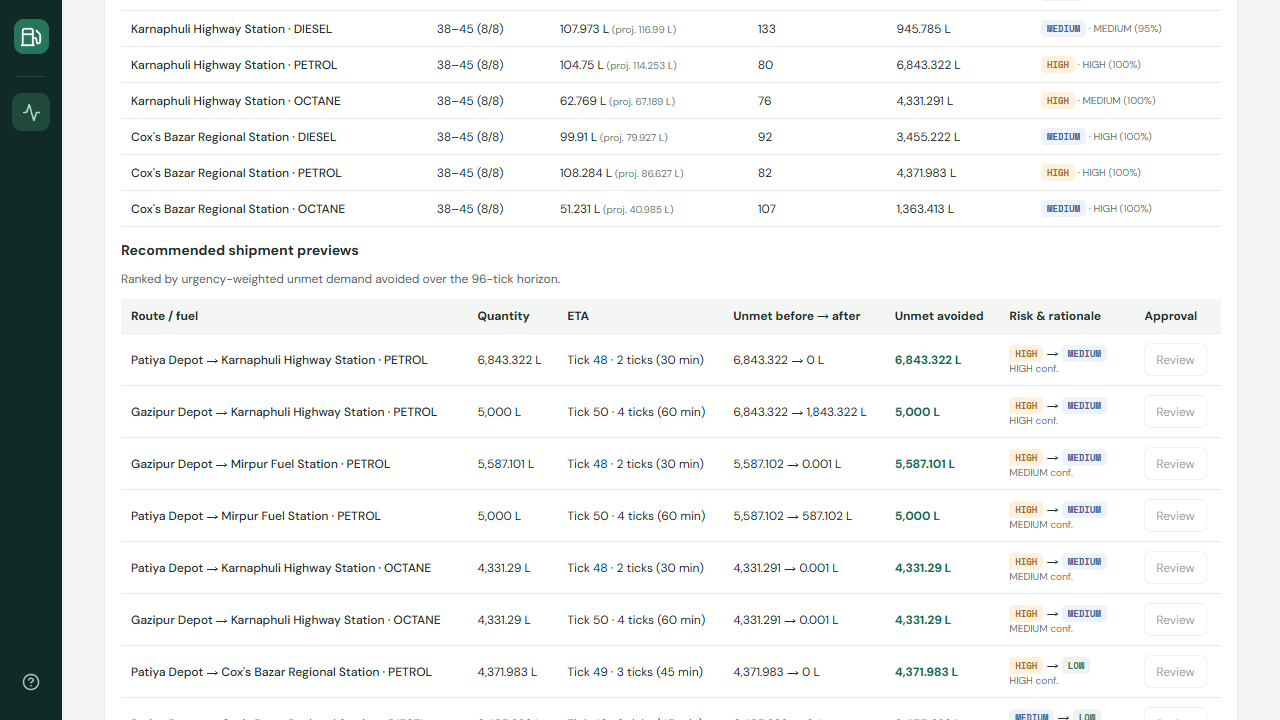 Karnaphuli Highway Station · DIESEL 38–45 (8/8) 107.973 L (proj. 116.99 L) 133 945.785 L MEDIUM · MEDIUM (95%)
Karnaphuli Highway Station · PETROL 38–45 (8/8) 104.75 L (proj. 114.253 L) 80 6,843.322 L HIGH · HIGH (100%)
Karnaphuli Highway Station · OCTANE 38–45 (8/8) 62.769 L (proj. 67.189 L) 76 4,331.291 L HIGH · MEDIUM (100%)
Cox's Bazar Regional Station · DIESEL 38–45 (8/8) 99.91 L (proj. 79.927 L) 92 3,455.222 L MEDIUM · HIGH (100%)
Cox's Bazar Regional Station · PETROL 38–45 (8/8) 108.284 L (proj. 86.627 L) 82 4,371.983 L HIGH · HIGH (100%)
Cox's Bazar Regional Station · OCTANE 38–45 (8/8) 51.231 L (proj. 40.985 L) 107 1,363.413 L MEDIUM · HIGH (100%)
Recommended shipment previews
Ranked by urgency-weighted unmet demand avoided over the 96-tick horizon.
Route / fuel Quantity ETA Unmet before → after Unmet avoided Risk & rationale Approval
Patiya Depot → Karnaphuli Highway Station · PETROL 6,843.322 L Tick 48 · 2 ticks (30 min) 6,843.322 → 0 L 6,843.322 L HIGH → MEDIUM Review
HIGH conf.
Gazipur Depot → Karnaphuli Highway Station · PETROL 5,000 L Tick 50 · 4 ticks (60 min) 6,843.322 → 1,843.322 L 5,000 L HIGH → MEDIUM Review
HIGH conf.
Gazipur Depot → Mirpur Fuel Station · PETROL 5,587.101 L Tick 48 · 2 ticks (30 min) 5,587.102 → 0.001 L 5,587.101 L HIGH → MEDIUM Review
MEDIUM conf.
Patiya Depot → Mirpur Fuel Station · PETROL 5,000 L Tick 50 · 4 ticks (60 min) 5,587.102 → 587.102 L 5,000 L HIGH → MEDIUM Review
MEDIUM conf.
Patiya Depot → Karnaphuli Highway Station · OCTANE 4,331.29 L Tick 48 · 2 ticks (30 min) 4,331.291 → 0.001 L 4,331.29 L HIGH → MEDIUM Review
MEDIUM conf.
Gazipur Depot → Karnaphuli Highway Station · OCTANE 4,331.29 L Tick 50 · 4 ticks (60 min) 4,331.291 → 0.001 L 4,331.29 L HIGH → MEDIUM Review
MEDIUM conf.
Patiya Depot → Cox's Bazar Regional Station · PETROL 4,371.983 L Tick 49 · 3 ticks (45 min) 4,371.983 → 0 L 4,371.983 L HIGH → LOW Review
HIGH conf.
MEDIUM → LOW